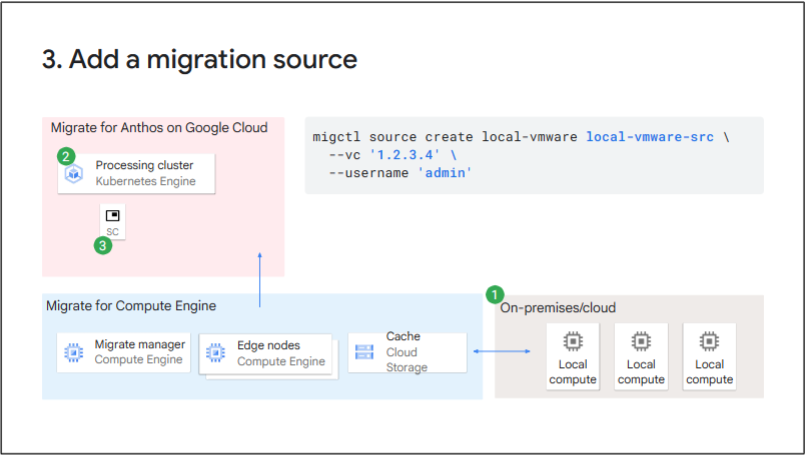 3. Add a migration source
Migrate for Anthos on Google Cloud
2
Processing cluster
Kubernetes Engine
SC
3
migctl source create local-vmware local-vmware-src \
--vc '1.2.3.4' \
--username 'admin'
Migrate for Compute Engine
Migrate manager
Compute Engine
Edge nodes
Compute Engine
Cache
Cloud
Storage
1
On-premises/cloud
Local
compute
Local
compute
Local
compute